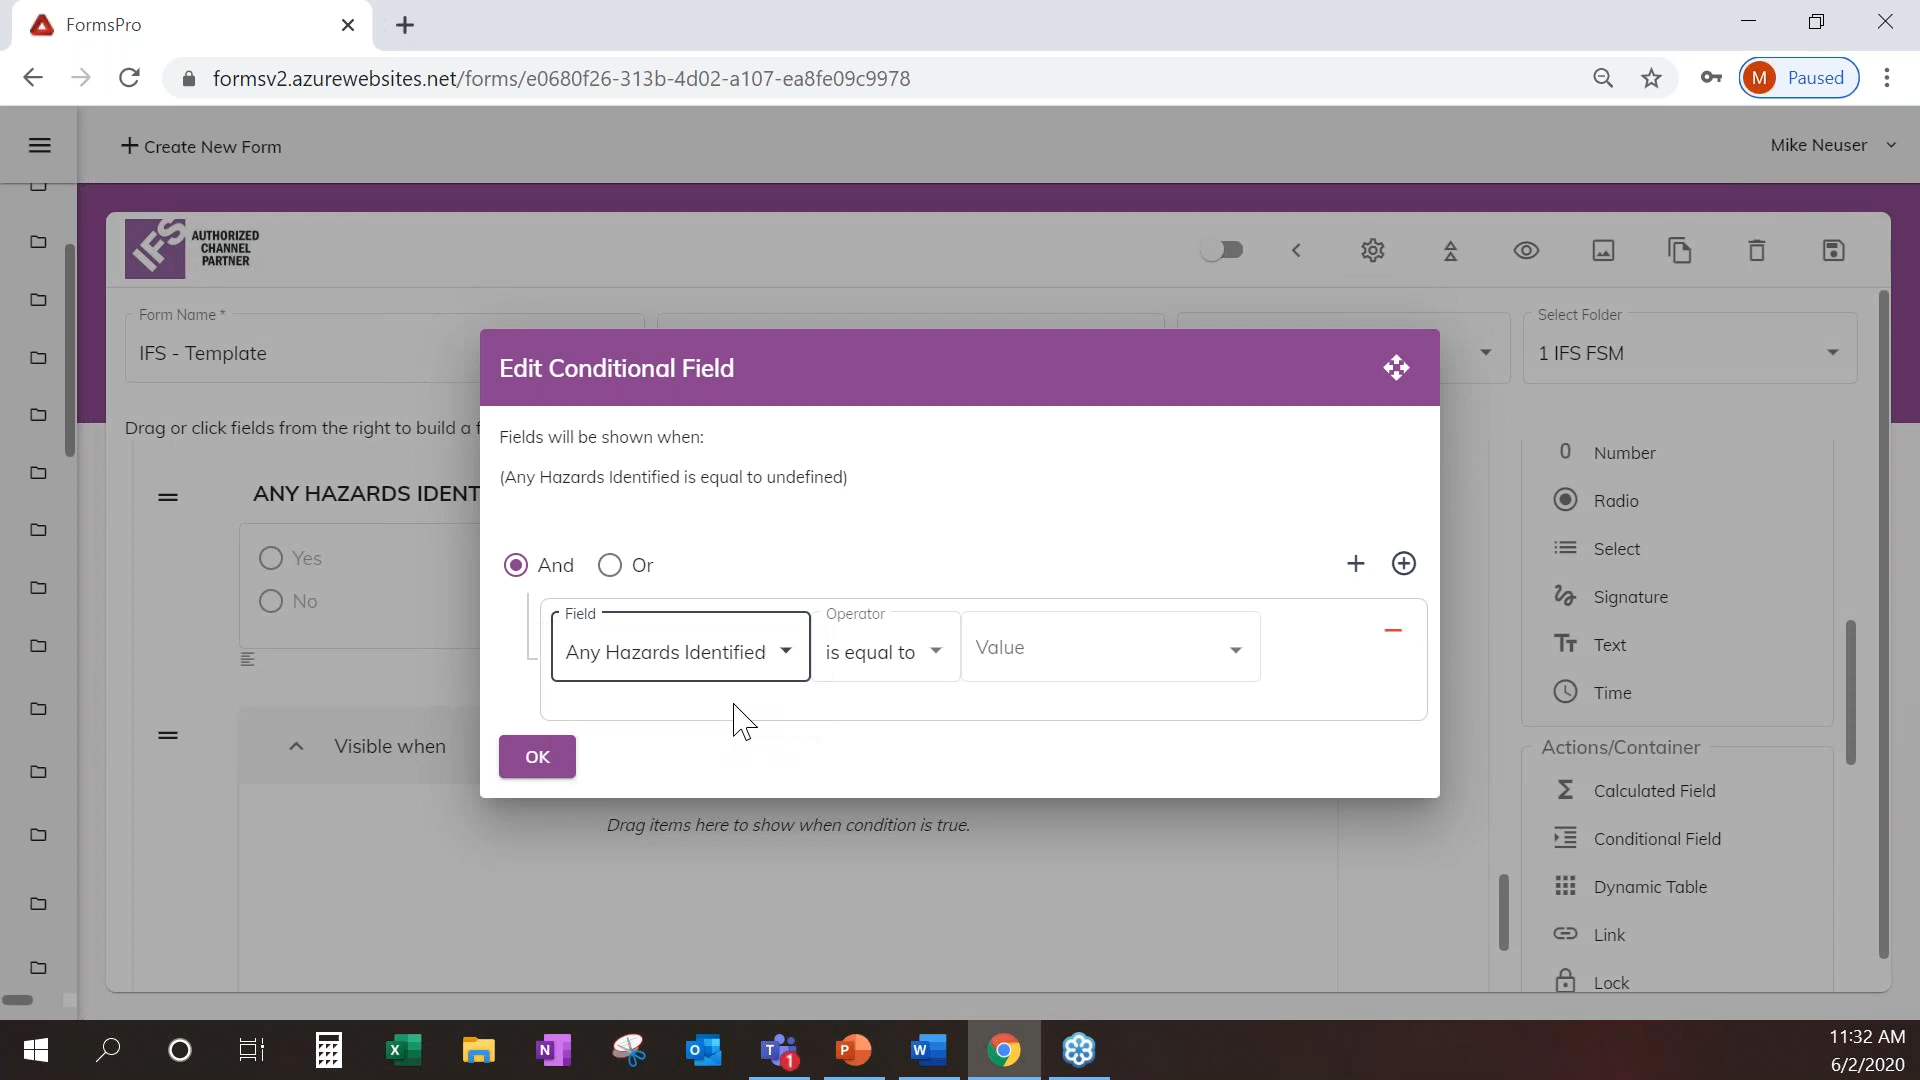 FormsPro
formsv2.azurewebsites.net/forms/e0680f26-313b-4d02-a107-ea8fe09c9978
M Paused
Create New Form
Mike Neuser
IFS AUTHORIZED
CHANNEL
PARTNER
Form Name *
IFS - Template
Select Folder
1 IFS FSM
Drag or click fields from the right to build a f
ANY HAZARDS IDENT
Yes
No
Visible when
Drag items here to show when condition is true.
Edit Conditional Field
Fields will be shown when:
(Any Hazards Identified is equal to undefined)
And Or
Field Operator
Any Hazards Identified is equal to Value
OK
0 Number
Radio
Select
Signature
Tт Text
Time
Actions/Container
Σ Calculated Field
Conditional Field
Dynamic Table
Link
Lock
X N O T 1 P W
11:32 AM
6/2/2020